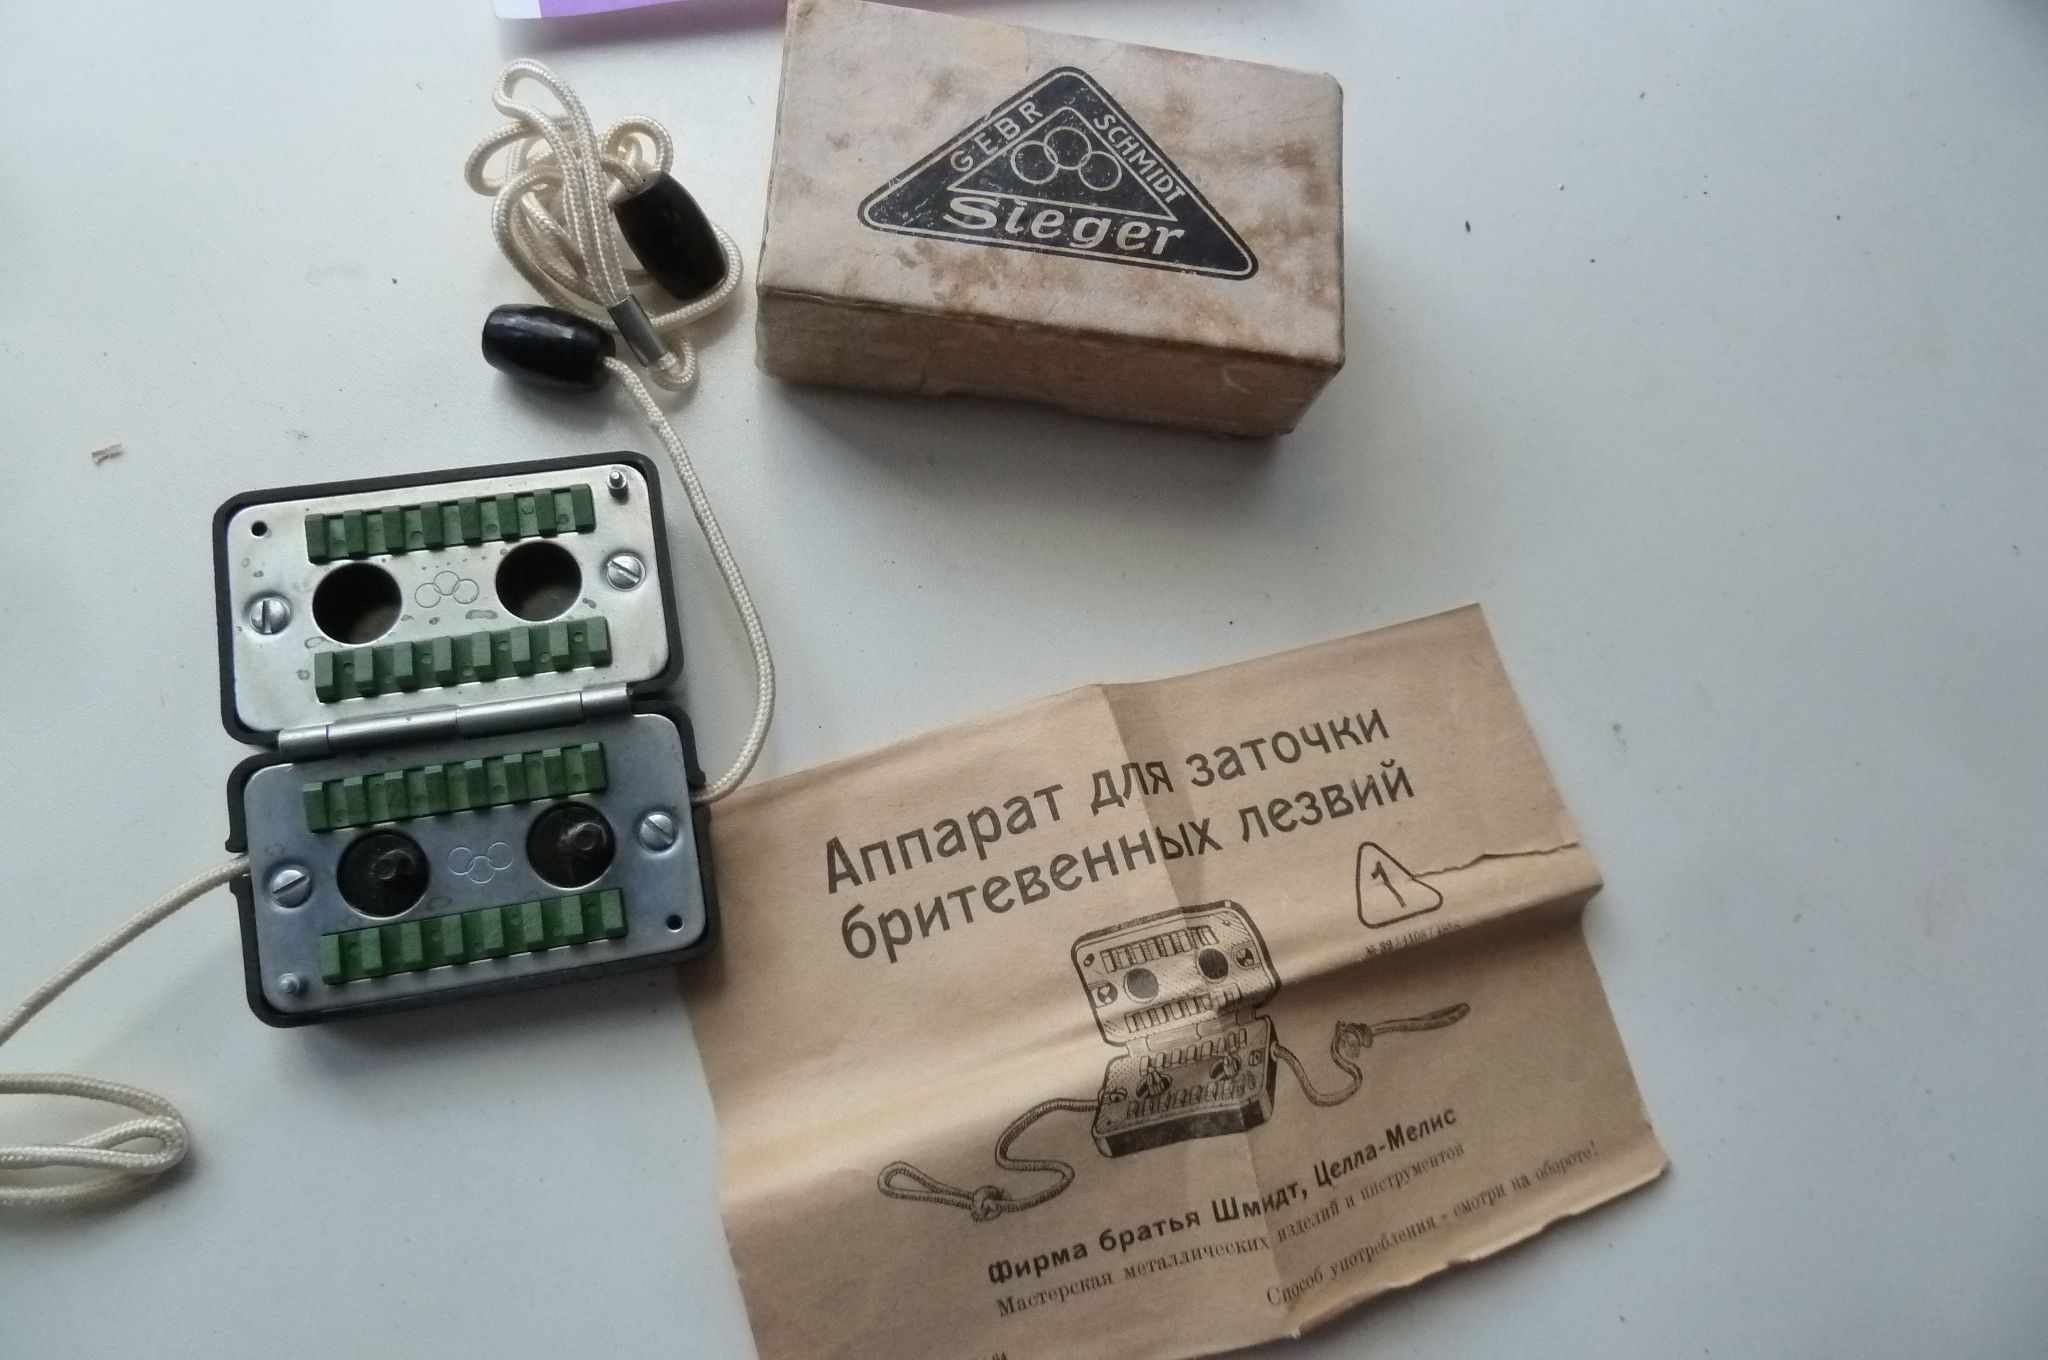 GEBR SCHMIDT
Sieger
Аппарат для заточки
бритевенных лезвий
1
Фирма братья Шмидт, Целла-Мелис
Мастерская металлических изделий и инструментов
Способ употребления - смотри на обороте!